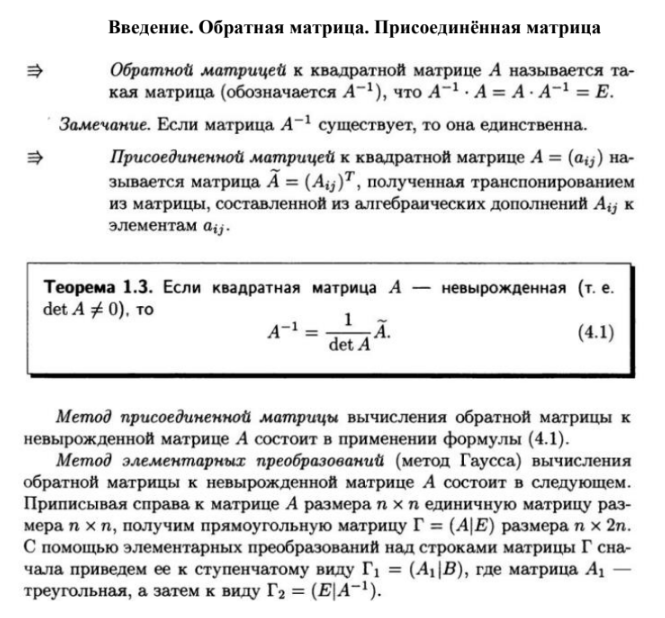 Введение. Обратная матрица. Присоединённая матрица
⇛ Обратной матрицей к квадратной матрице A называется та-
кая матрица (обозначается A⁻¹), что A⁻¹ · A = A · A⁻¹ = E.
Замечание. Если матрица A⁻¹ существует, то она единственна.
⇛ Присоединенной матрицей к квадратной матрице A = (aᵢⱼ) на-
зывается матрица Ã = (Aᵢⱼ)ᵀ, полученная транспонированием
из матрицы, составленной из алгебраических дополнений Aᵢⱼ к
элементам aᵢⱼ.
Теорема 1.3. Если квадратная матрица A — невырожденная (т. е.
det A ≠ 0), то
A⁻¹ = 1/det A Ã. (4.1)
Метод присоединенной матрицы вычисления обратной матрицы к
невырожденной матрице A состоит в применении формулы (4.1).
Метод элементарных преобразований (метод Гаусса) вычисления
обратной матрицы к невырожденной матрице A состоит в следующем.
Приписывая справа к матрице A размера n × n единичную матрицу раз-
мера n × n, получим прямоугольную матрицу Γ = (A|E) размера n × 2n.
С помощью элементарных преобразований над строками матрицы Γ сна-
чала приведем ее к ступенчатому виду Γ₁ = (A₁|B), где матрица A₁ —
треугольная, а затем к виду Γ₂ = (E|A⁻¹).